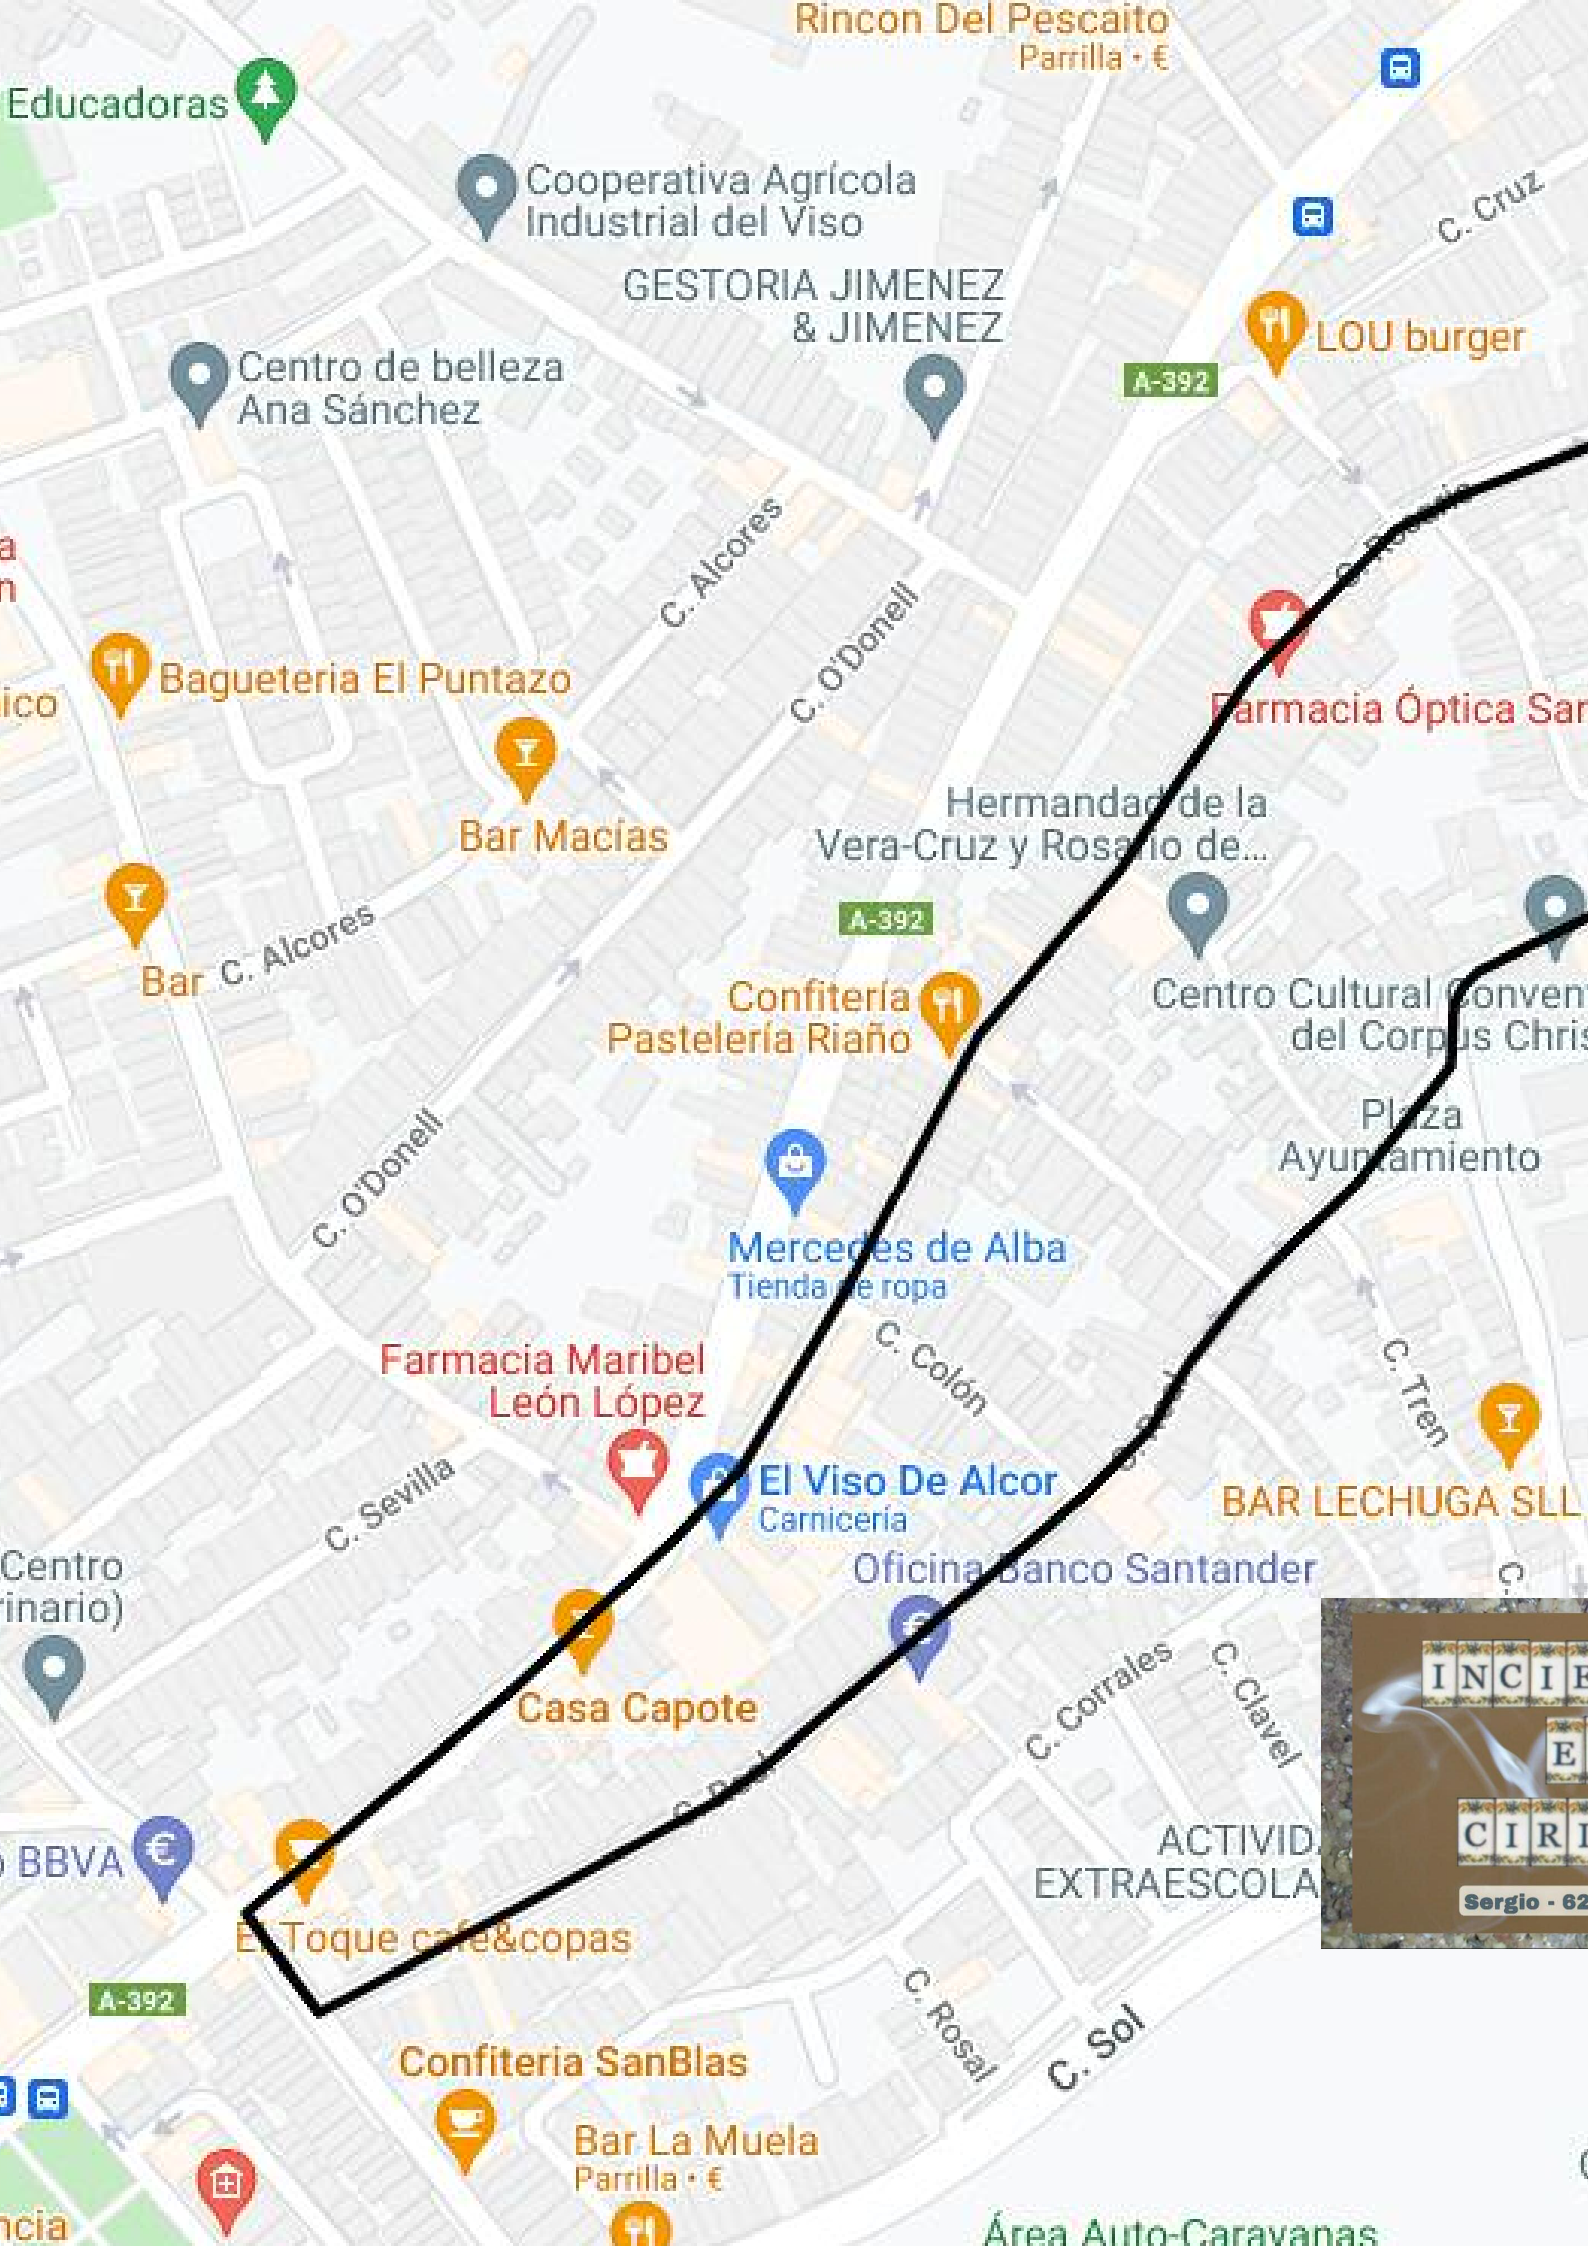 Rincon Del Pescaito
Parrilla • €
Educadoras
Cooperativa Agrícola
Industrial del Viso
C. Cruz
GESTORIA JIMENEZ
& JIMENEZ
LOU burger
A-392
Centro de belleza
Ana Sánchez
C. Alcores
C. O'Donell
Bagueteria El Puntazo
Farmacia Óptica
Hermandad de la
Vera-Cruz y Rosario de...
Bar Macías
A-392
Bar
C. Alcores
Confitería
Pastelería Riaño
Centro Cultural
del Corpus
Plaza
Ayuntamiento
C. O'Donell
Mercedes de Alba
Tienda de ropa
C. Colón
C. Tren
Farmacia Maribel
León López
C. Sevilla
El Viso De Alcor
Carnicería
BAR LECHUGA SLL
Oficina Banco Santander
Centro
C.
C. Corrales
C. Clavel
Casa Capote
E
BBVA
El Toque café&copas
A-392
Sergio - 62
C. Rosal
C. Sol
Confiteria SanBlas
Bar La Muela
Parrilla • €
Área Auto-Caravanas